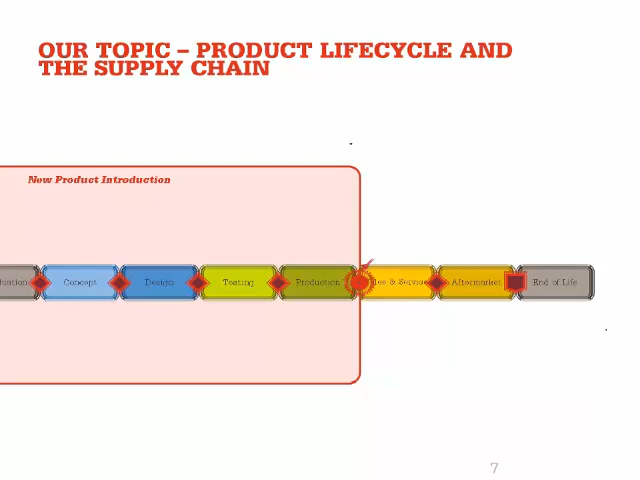 OUR TOPIC – PRODUCT LIFECYCLE AND
THE SUPPLY CHAIN
New Product Introduction
Concept
Design
Testing
Production
& Service
Aftermarket
End of Life
7